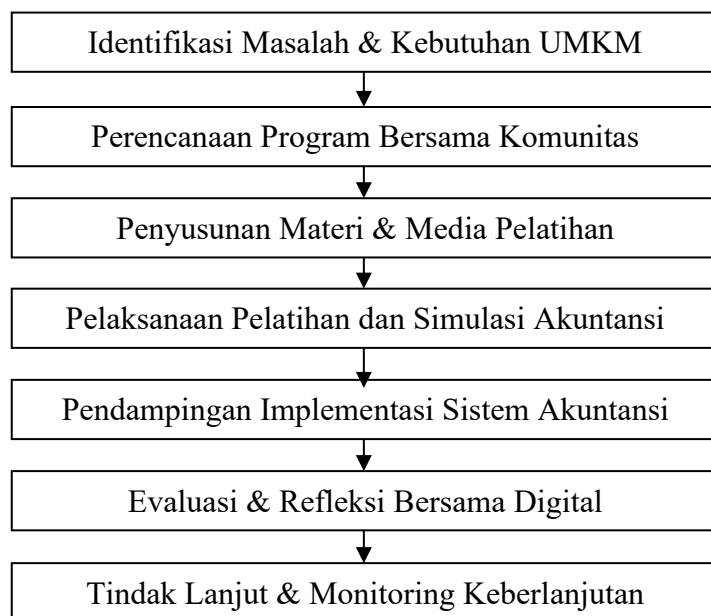 Identifikasi Masalah & Kebutuhan UMKM
Perencanaan Program Bersama Komunitas
Penyusunan Materi & Media Pelatihan
Pelaksanaan Pelatihan dan Simulasi Akuntansi
Pendampingan Implementasi Sistem Akuntansi
Evaluasi & Refleksi Bersama Digital
Tindak Lanjut & Monitoring Keberlanjutan